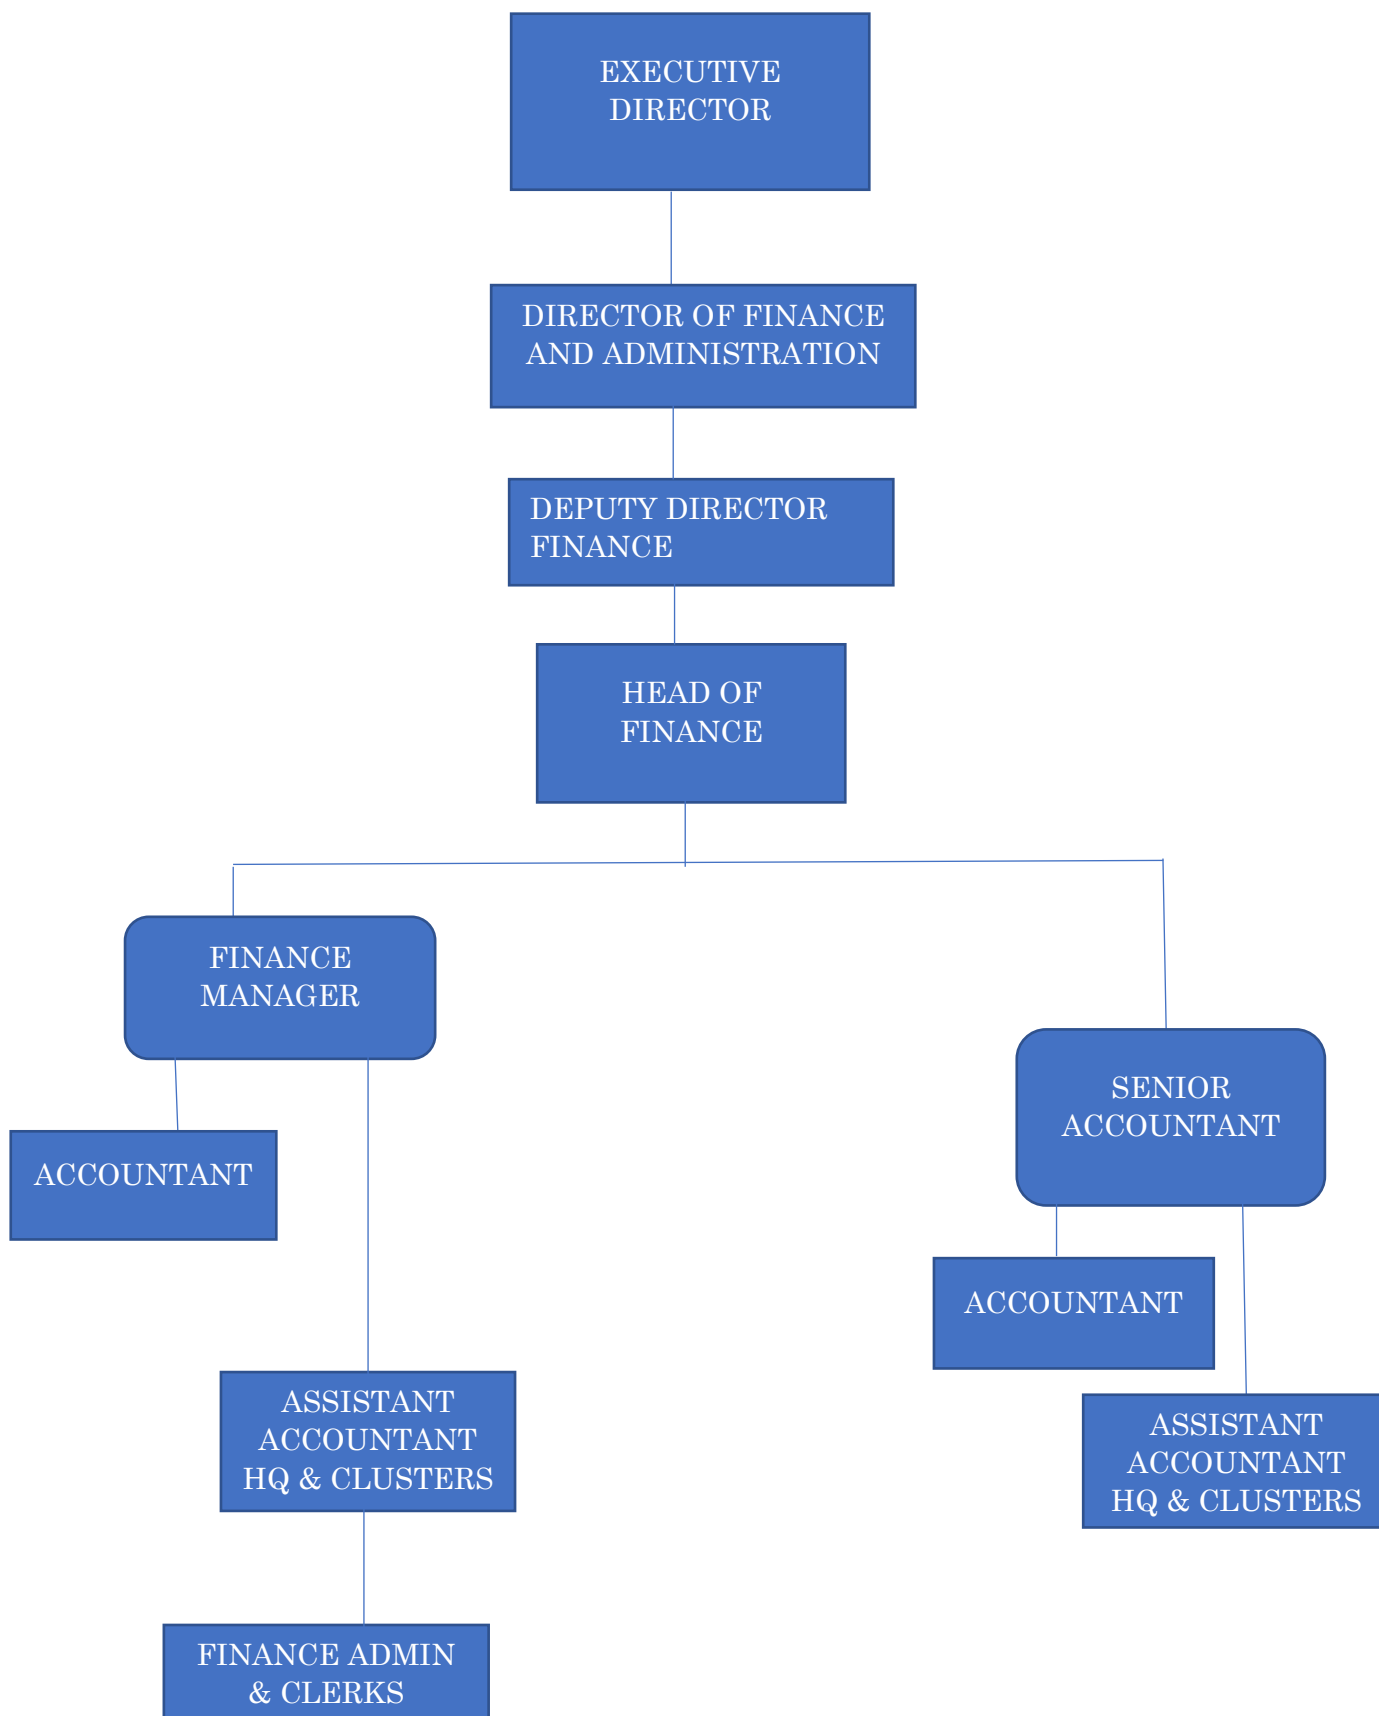 EXECUTIVE
DIRECTOR
DIRECTOR OF FINANCE
AND ADMINISTRATION
DEPUTY DIRECTOR
FINANCE
HEAD OF
FINANCE
FINANCE
MANAGER
SENIOR
ACCOUNTANT
ACCOUNTANT
ACCOUNTANT
ASSISTANT
ACCOUNTANT
HQ & CLUSTERS
ASSISTANT
ACCOUNTANT
HQ & CLUSTERS
FINANCE ADMIN
& CLERKS